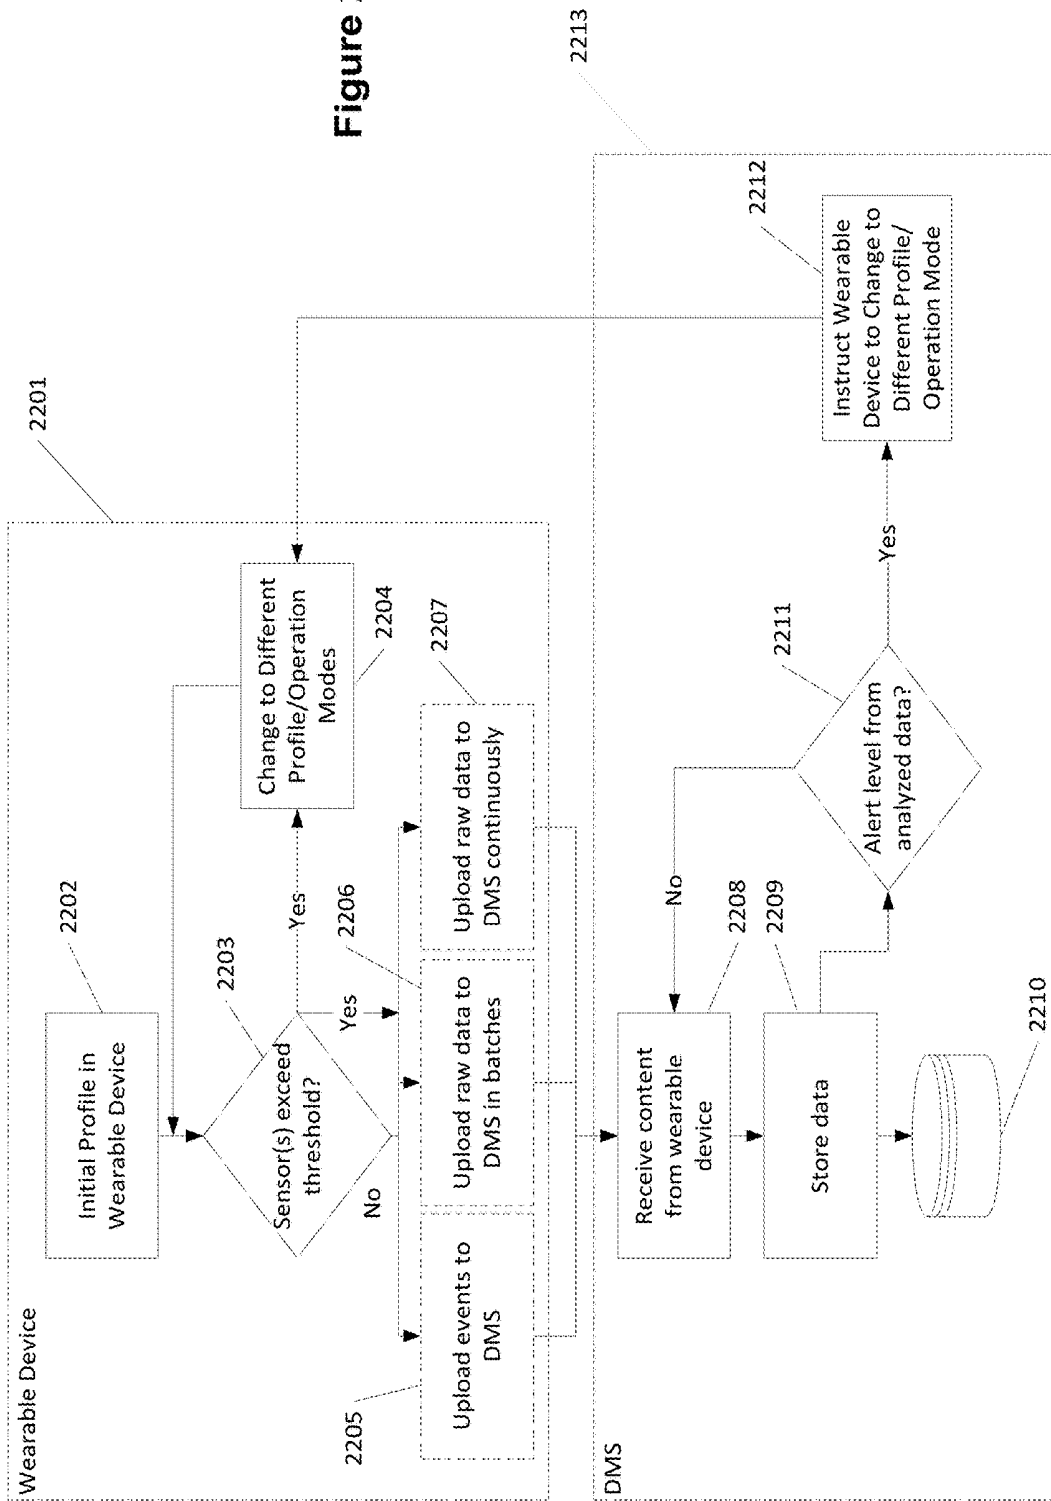 Figure
2201
Wearable Device
Initial Profile in
Wearable Device
2202
Sensor(s) exceed
threshold?
2203
Yes
Yes
No
Change to Different
Profile/Operation
Modes
2204
Upload events to
DMS
2205
Upload raw data to
DMS in batches
2206
Upload raw data to
DMS continuously
2207
DMS
2213
Receive content
from wearable
device
2208
Store data
2209
2210
No
Alert level from
analyzed data?
2211
Yes
Instruct Wearable
Device to Change to
Different Profile/
Operation Mode
2212